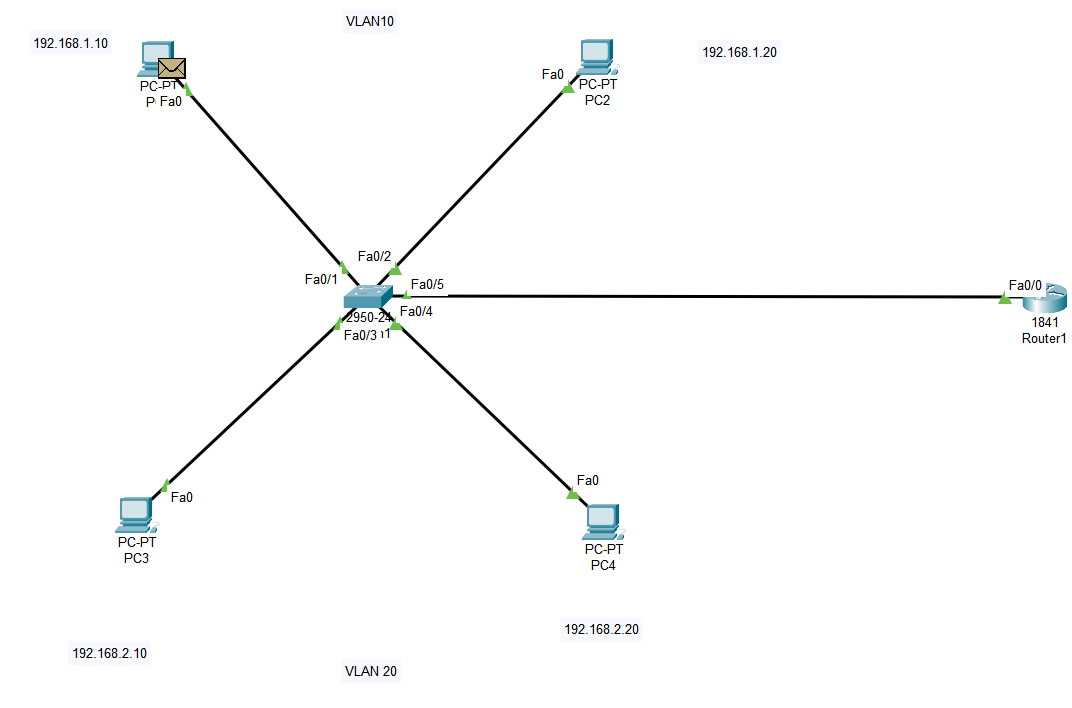 VLAN10
192.168.1.10
192.168.1.20
PC-PT
Fa0
Fa0
PC-PT
PC2
Fa0/2
Fa0/1
Fa0/5
Fa0/0
Fa0/4
2950-24
Fa0/3
1841
Router1
Fa0
PC-PT
PC3
Fa0
PC-PT
PC4
192.168.2.20
192.168.2.10
VLAN 20